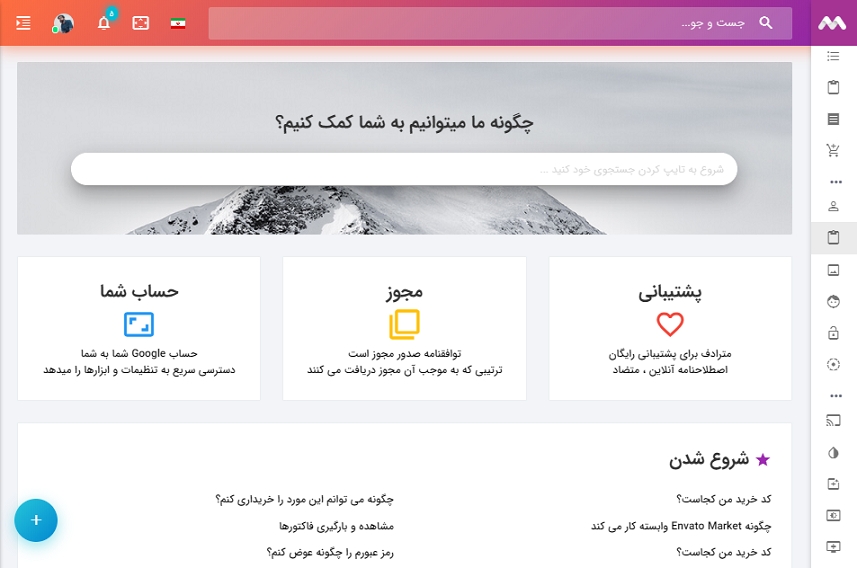 جست و جو...
۵
چگونه ما میتوانیم به شما کمک کنیم؟
شروع به تایپ کردن جستجوی خود کنید ...
پشتیبانی
مترادف برای پشتیبانی رایگان
اصطلاحنامه آنلاین ، متضاد
مجوز
توافقنامه صدور مجوز است
ترتیبی که به موجب آن مجوز دریافت می کنند
حساب شما
حساب Google شما به شما
دسترسی سریع به تنظیمات و ابزارها را میدهد
شروع شدن
کد خرید من کجاست؟
چگونه Envato Market وابسته کار می کند
کد خرید من کجاست؟
چگونه می توانم این مورد را خریداری کنم؟
مشاهده و بارگیری فاکتورها
رمز عبورم را چگونه عوض کنم؟